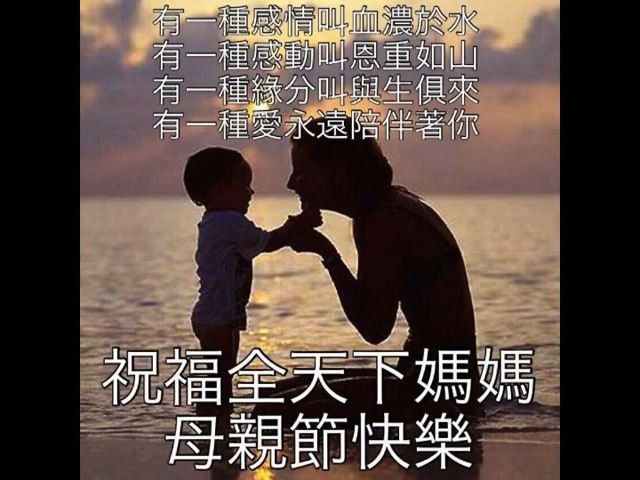 有一種感情叫血濃於水
有一種感動叫恩重如山
有一種緣分叫與生俱來
有一種愛永遠陪伴著你
祝福全天下媽媽
母親節快樂